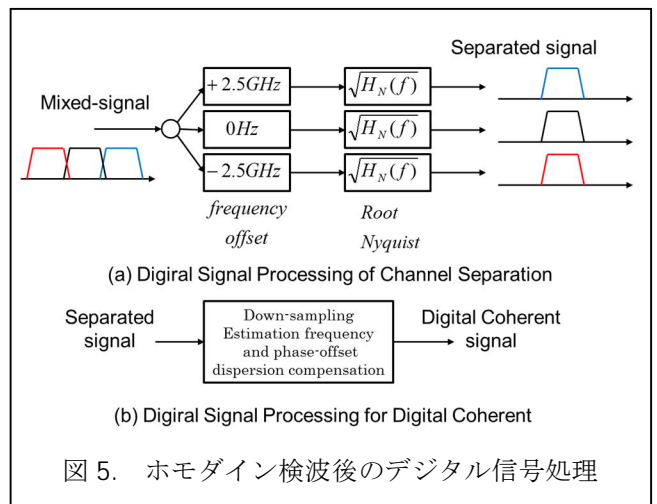 Separated signal
Mixed-signal
+2.5GHz
√H_N(f)
0Hz
√H_N(f)
−2.5GHz
√H_N(f)
frequency
offset
Root
Nyquist
(a) Digiral Signal Processing of Channel Separation
Separated
signal
Down-sampling
Estimation frequency
and phase-offset
dispersion compensation
Digital Coherent
signal
(b) Digiral Signal Processing for Digital Coherent
図 5. ホモダイン検波後のデジタル信号処理